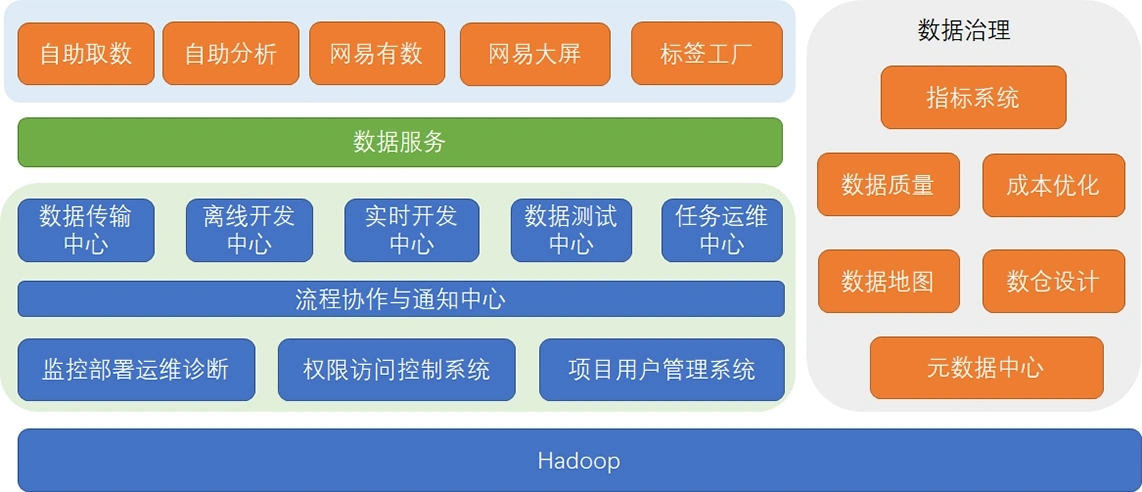 自助取数
自助分析
网易有数
网易大屏
标签工厂
数据服务
数据传输
中心
离线开发
中心
实时开发
中心
数据测试
中心
任务运维
中心
流程协作与通知中心
监控部署运维诊断
权限访问控制系统
项目用户管理系统
数据治理
指标系统
数据质量
成本优化
数据地图
数仓设计
元数据中心
Hadoop